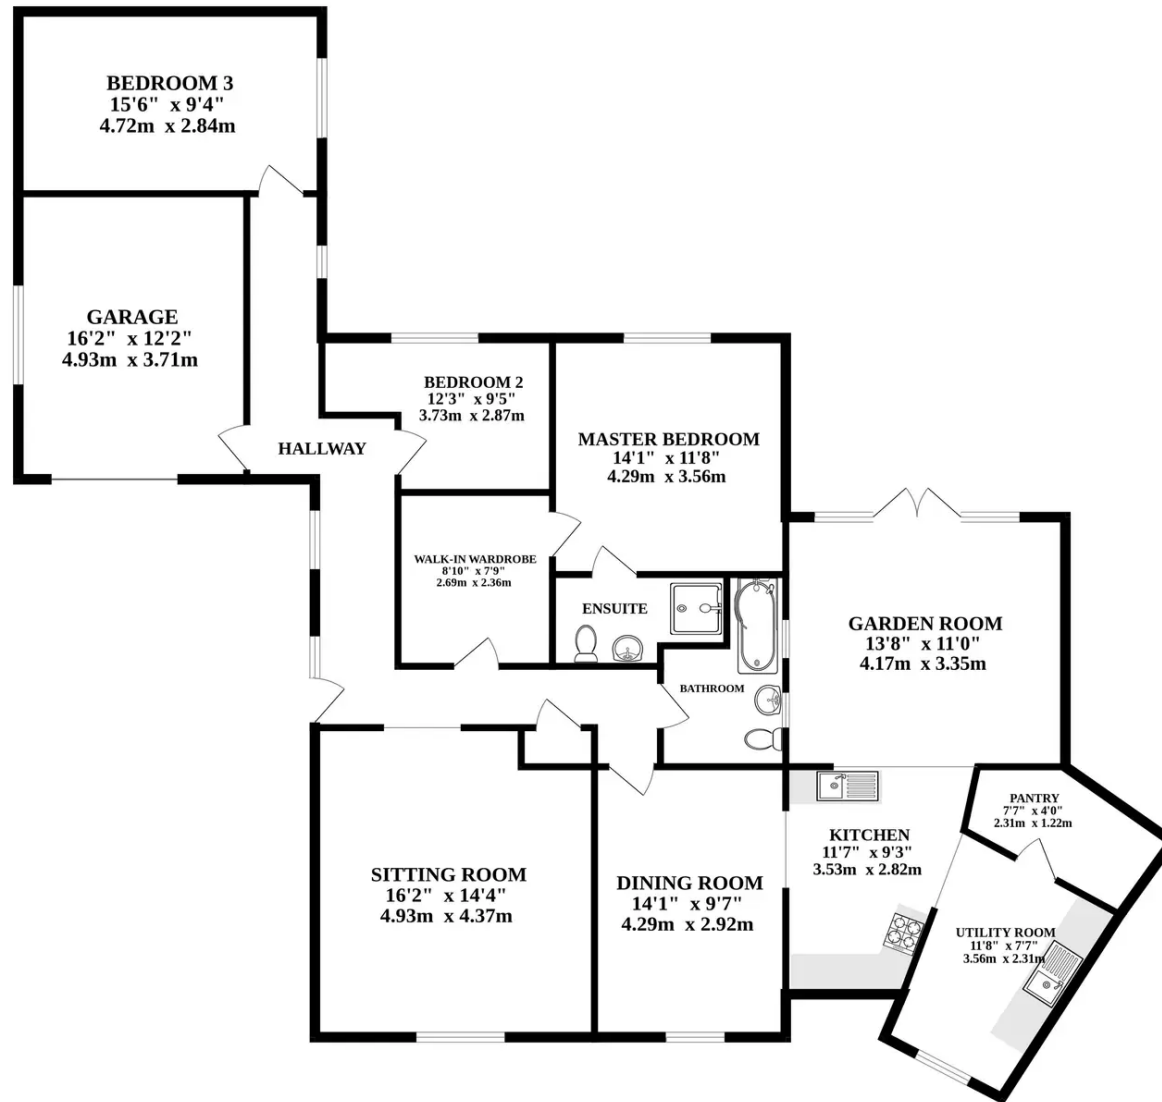 BEDROOM 3
15'6" x 9'4"
4.72m x 2.84m
GARAGE
16'2" x 12'2"
4.93m x 3.71m
HALLWAY
BEDROOM 2
12'3" x 9'5"
3.73m x 2.87m
MASTER BEDROOM
14'1" x 11'8"
4.29m x 3.56m
WALK-IN WARDROBE
8'10" x 7'9"
2.69m x 2.36m
ENSUITE
BATHROOM
GARDEN ROOM
13'8" x 11'0"
4.17m x 3.35m
SITTING ROOM
16'2" x 14'4"
4.93m x 4.37m
DINING ROOM
14'1" x 9'7"
4.29m x 2.92m
KITCHEN
11'7" x 9'3"
3.53m x 2.82m
PANTRY
7'7" x 4'0"
2.31m x 1.22m
UTILITY ROOM
11'8" x 7'7"
3.56m x 2.31m